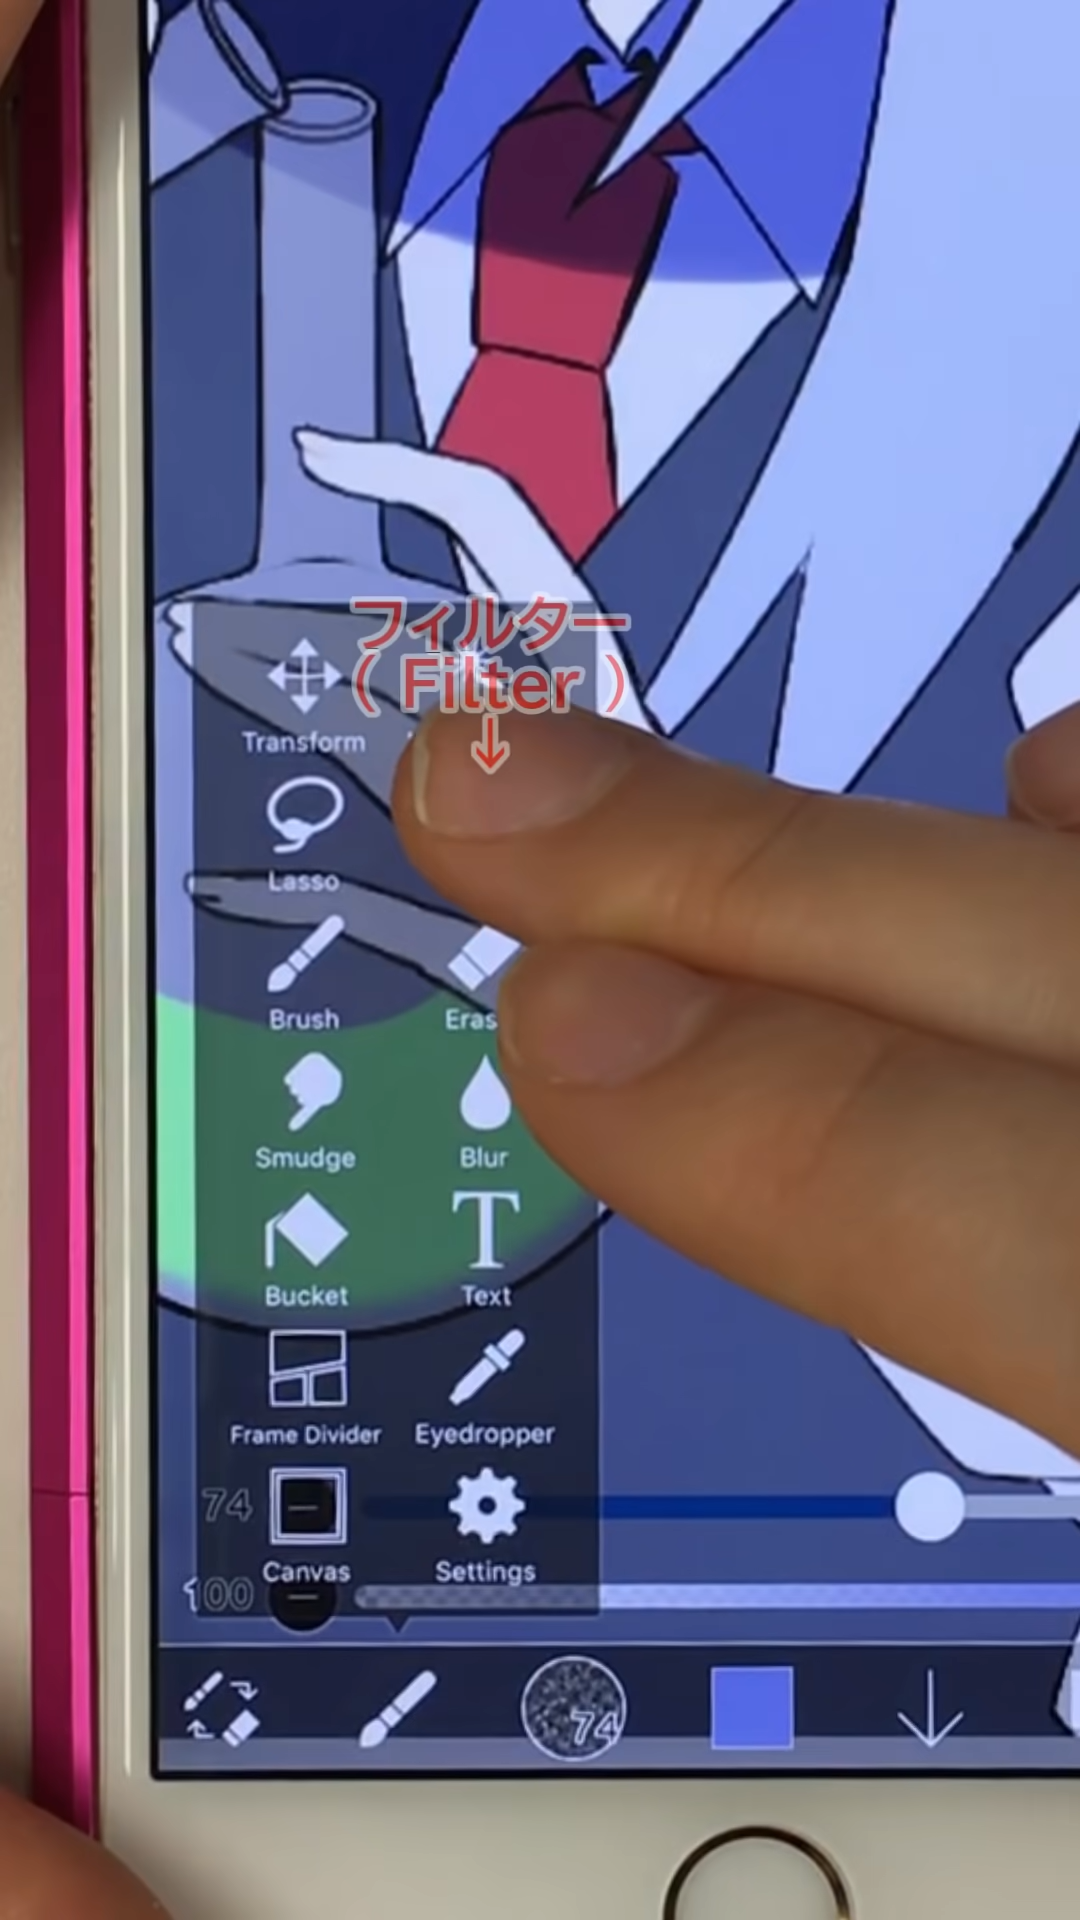 フィルター
( Filter )
↓
Transform
Lasso
Brush
Eras
Smudge
Blur
Bucket
T
Text
Frame Divider
Eyedropper
74
Canvas
Settings
100
74